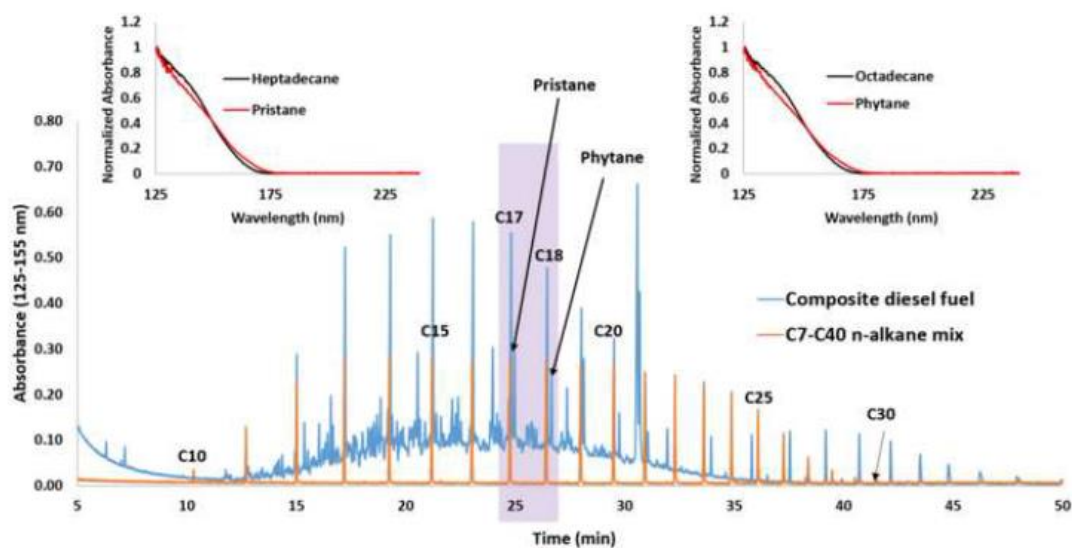 Normalized Absorbance
1.2
1
0.8
0.6
0.4
0.2
0
125
175
225
Wavelength (nm)
Heptadecane
Pristane
Normalized Absorbance
1.2
1
0.8
0.6
0.4
0.2
0
125
175
225
Wavelength (nm)
Octadecane
Phytane
Pristane
Phytane
Absorbance (125-155 nm)
0.80
0.70
0.60
0.50
0.40
0.30
0.20
0.10
0.00
C10
C15
C17
C18
C20
C25
C30
Composite diesel fuel
C7-C40 n-alkane mix
5
10
15
20
25
30
35
40
45
50
Time (min)